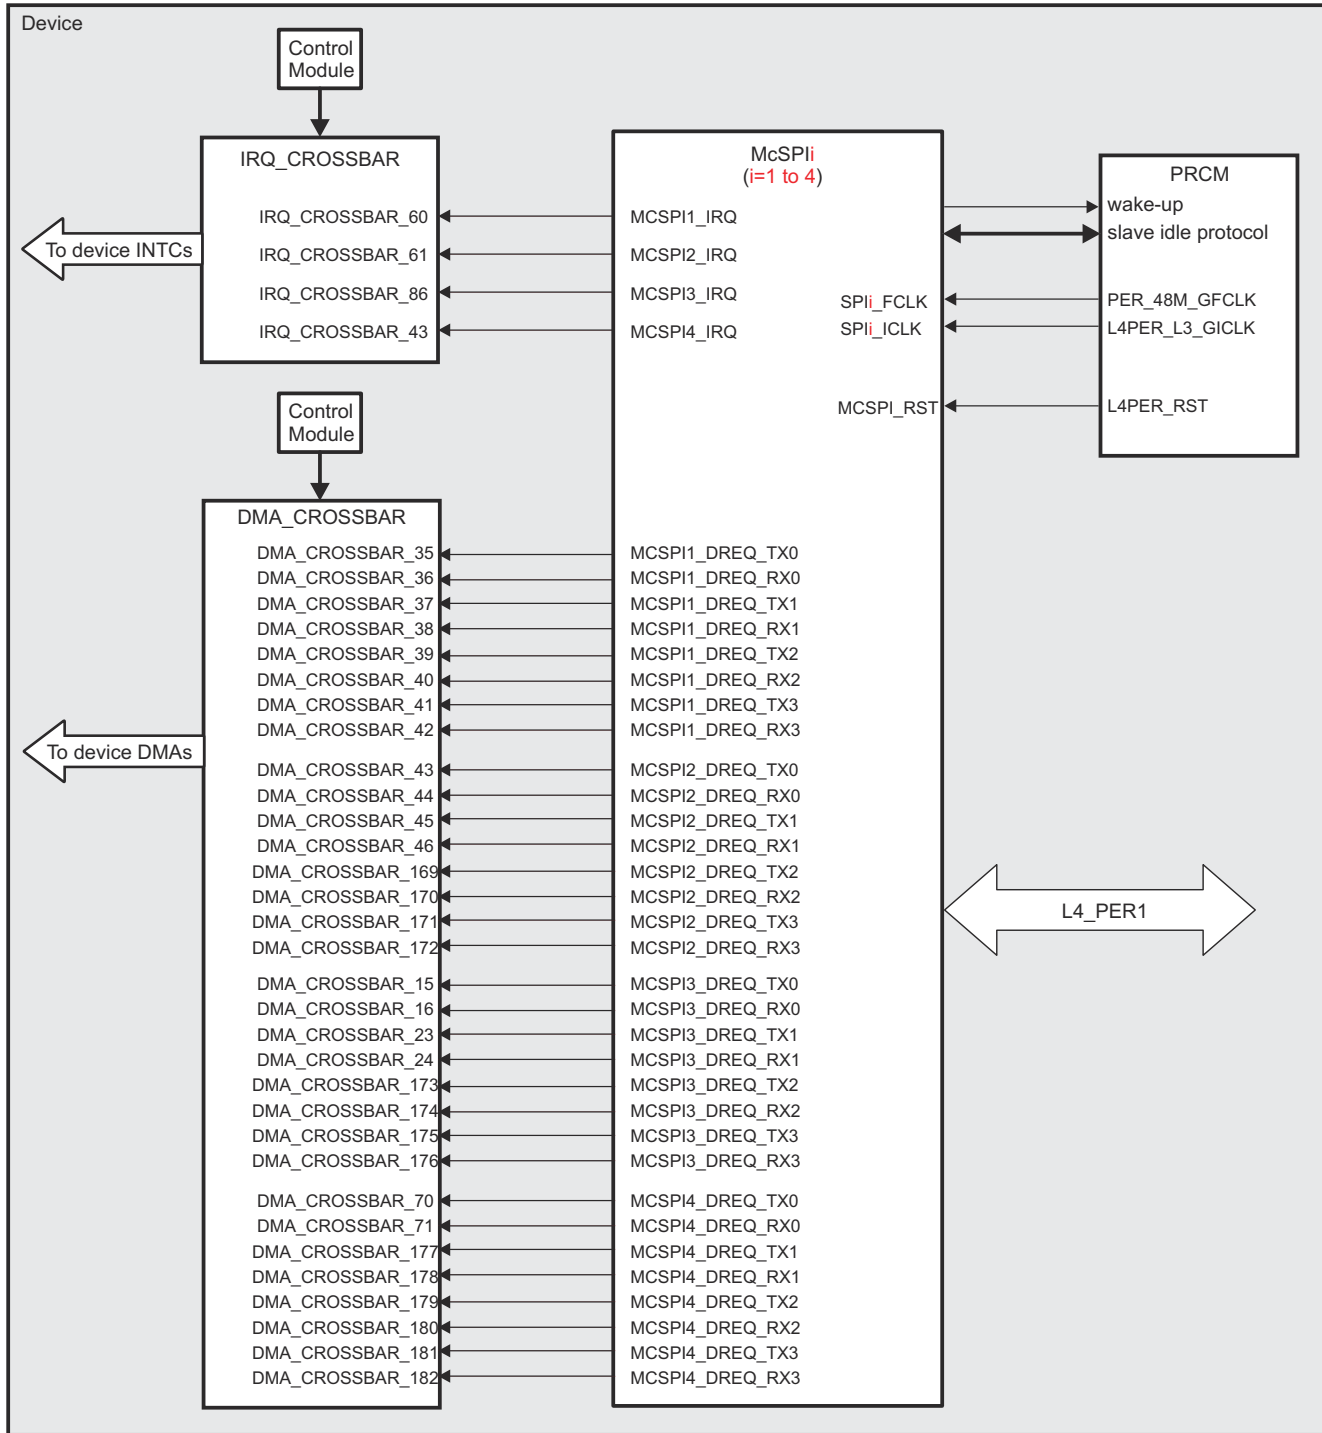 Device
Control
Module
IRQ_CROSSBAR
IRQ_CROSSBAR_60
IRQ_CROSSBAR_61
IRQ_CROSSBAR_86
IRQ_CROSSBAR_43
To device INTCs
McSPIi
(i=1 to 4)
MCSPI1_IRQ
MCSPI2_IRQ
MCSPI3_IRQ
MCSPI4_IRQ
SPIi_FCLK
SPIi_ICLK
MCSPI_RST
PRCM
wake-up
slave idle protocol
PER_48M_GFCLK
L4PER_L3_GICLK
L4PER_RST
Control
Module
DMA_CROSSBAR
DMA_CROSSBAR_35
DMA_CROSSBAR_36
DMA_CROSSBAR_37
DMA_CROSSBAR_38
DMA_CROSSBAR_39
DMA_CROSSBAR_40
DMA_CROSSBAR_41
DMA_CROSSBAR_42
DMA_CROSSBAR_43
DMA_CROSSBAR_44
DMA_CROSSBAR_45
DMA_CROSSBAR_46
DMA_CROSSBAR_169
DMA_CROSSBAR_170
DMA_CROSSBAR_171
DMA_CROSSBAR_172
DMA_CROSSBAR_15
DMA_CROSSBAR_16
DMA_CROSSBAR_23
DMA_CROSSBAR_24
DMA_CROSSBAR_173
DMA_CROSSBAR_174
DMA_CROSSBAR_175
DMA_CROSSBAR_176
DMA_CROSSBAR_70
DMA_CROSSBAR_71
DMA_CROSSBAR_177
DMA_CROSSBAR_178
DMA_CROSSBAR_179
DMA_CROSSBAR_180
DMA_CROSSBAR_181
DMA_CROSSBAR_182
To device DMAs
MCSPI1_DREQ_TX0
MCSPI1_DREQ_RX0
MCSPI1_DREQ_TX1
MCSPI1_DREQ_RX1
MCSPI1_DREQ_TX2
MCSPI1_DREQ_RX2
MCSPI1_DREQ_TX3
MCSPI1_DREQ_RX3
MCSPI2_DREQ_TX0
MCSPI2_DREQ_RX0
MCSPI2_DREQ_TX1
MCSPI2_DREQ_RX1
MCSPI2_DREQ_TX2
MCSPI2_DREQ_RX2
MCSPI2_DREQ_TX3
MCSPI2_DREQ_RX3
MCSPI3_DREQ_TX0
MCSPI3_DREQ_RX0
MCSPI3_DREQ_TX1
MCSPI3_DREQ_RX1
MCSPI3_DREQ_TX2
MCSPI3_DREQ_RX2
MCSPI3_DREQ_TX3
MCSPI3_DREQ_RX3
MCSPI4_DREQ_TX0
MCSPI4_DREQ_RX0
MCSPI4_DREQ_TX1
MCSPI4_DREQ_RX1
MCSPI4_DREQ_TX2
MCSPI4_DREQ_RX2
MCSPI4_DREQ_TX3
MCSPI4_DREQ_RX3
L4_PER1